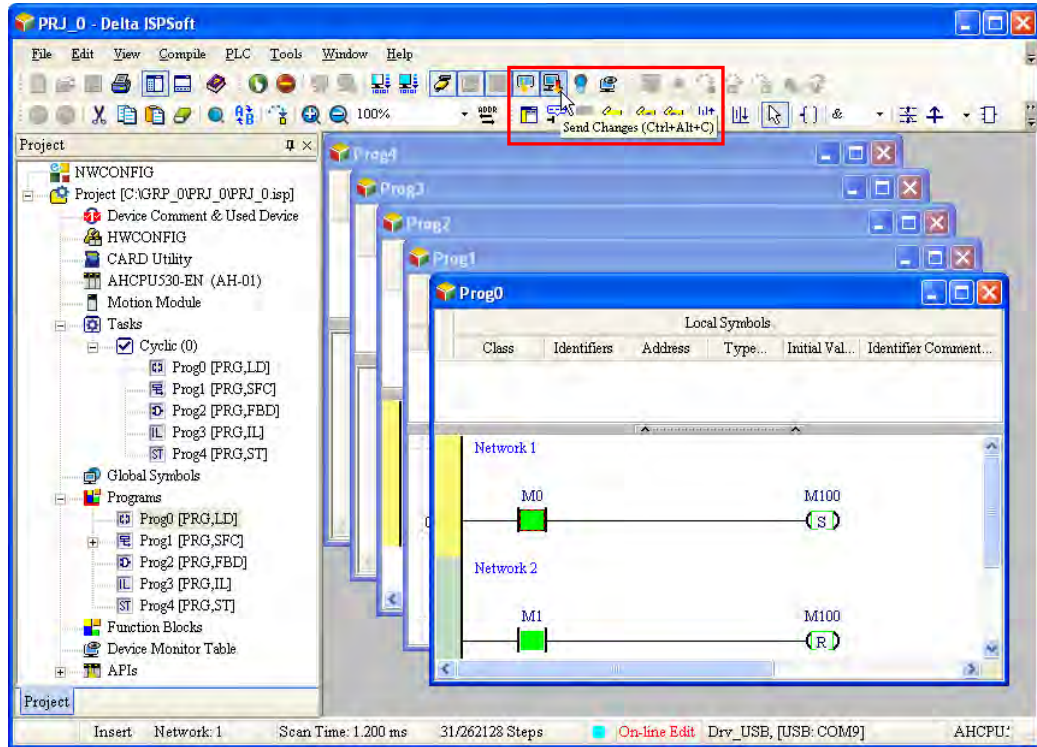 PRJ_0 - Delta ISPSoft
File Edit View Compile PLC Tools Window Help
100%
ADDR
Send Changes (Ctrl+Alt+C)
Project
NWCONFIG
Project [C:\GRP_0\PRJ_0\PRJ_0.isp]
Device Comment & Used Device
HWCONFIG
CARD Utility
AHCPU530-EN (AH-01)
Motion Module
Tasks
Cyclic (0)
Prog0 [PRG,LD]
Prog1 [PRG,SFC]
Prog2 [PRG,FBD]
Prog3 [PRG,IL]
Prog4 [PRG,ST]
Global Symbols
Programs
Prog0 [PRG,LD]
Prog1 [PRG,SFC]
Prog2 [PRG,FBD]
Prog3 [PRG,IL]
Prog4 [PRG,ST]
Function Blocks
Device Monitor Table
APIs
Project
Prog4
Prog3
Prog2
Prog1
Prog0
Local Symbols
Class Identifiers Address Type... Initial Val... Identifier Comment...
Network 1
M0 M100
S
Network 2
M1 M100
R
Insert Network: 1 Scan Time: 1.200 ms 31/262128 Steps On-line Edit Drv_USB, [USB: COM9] AHCPU: